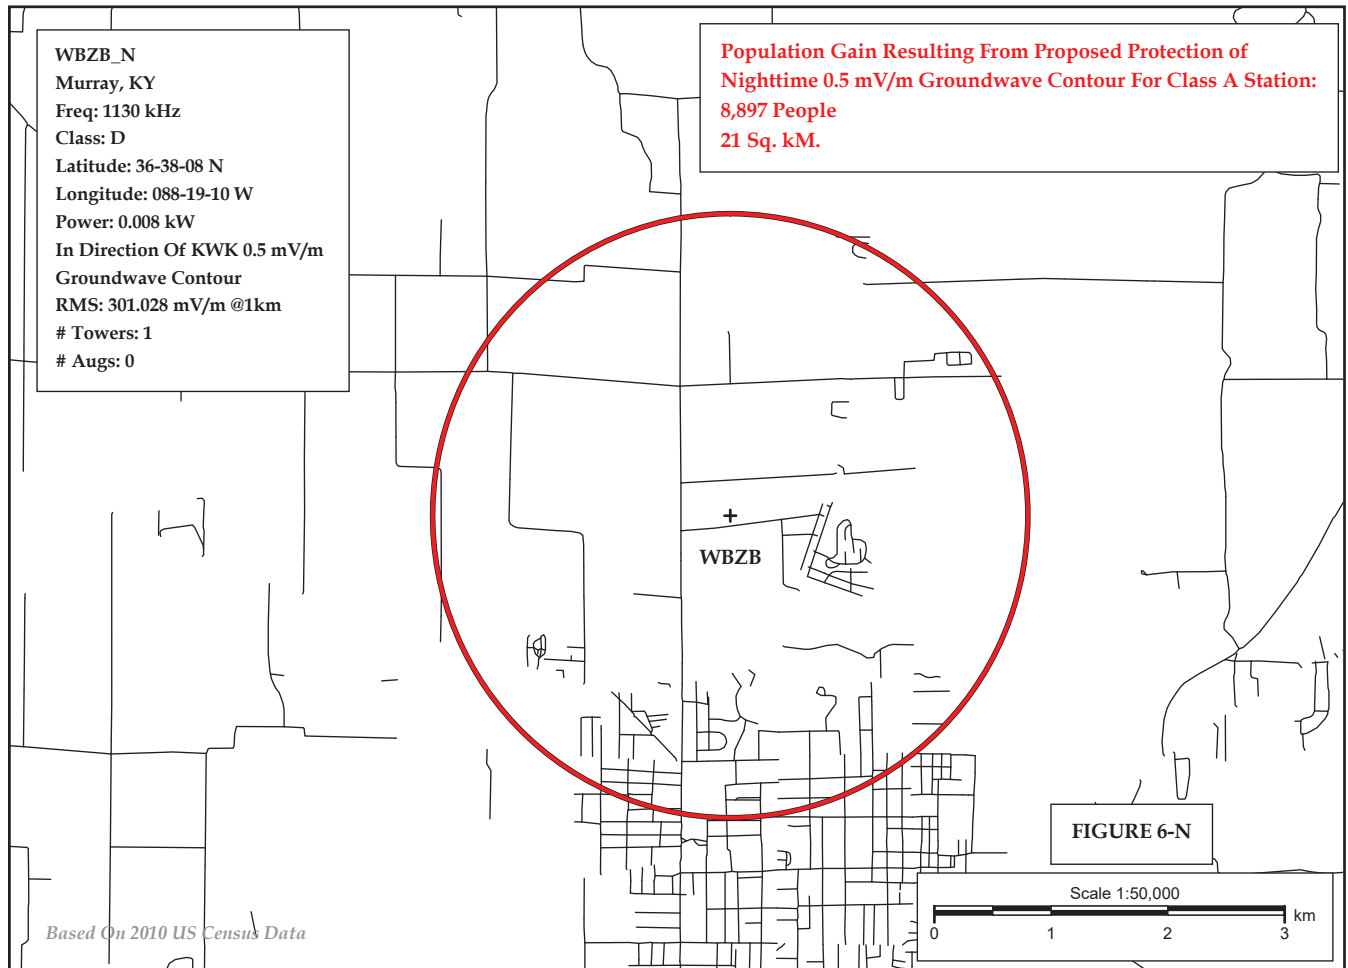 WBZB_N
Murray, KY
Freq: 1130 kHz
Class: D
Latitude: 36-38-08 N
Longitude: 088-19-10 W
Power: 0.008 kW
In Direction Of KWK 0.5 mV/m
Groundwave Contour
RMS: 301.028 mV/m @1km
# Towers: 1
# Augs: 0
Population Gain Resulting From Proposed Protection of
Nighttime 0.5 mV/m Groundwave Contour For Class A Station:
8,897 People
21 Sq. kM.
WBZB
FIGURE 6-N
Scale 1:50,000
km
0 1 2 3
Based On 2010 US Census Data